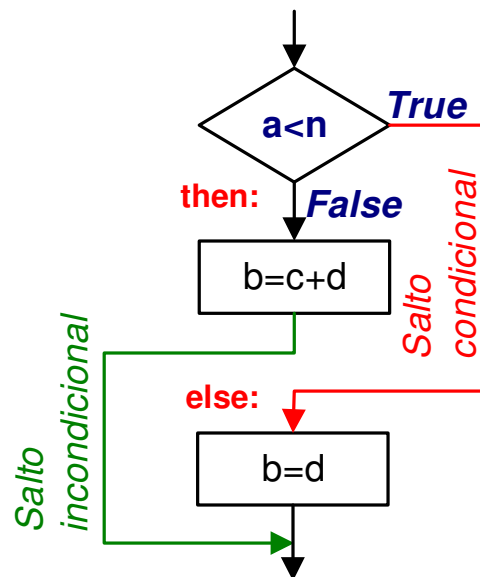 True
a<n
then:
False
b=c+d
Salto
condicional
else:
b=d
Salto
incondicional